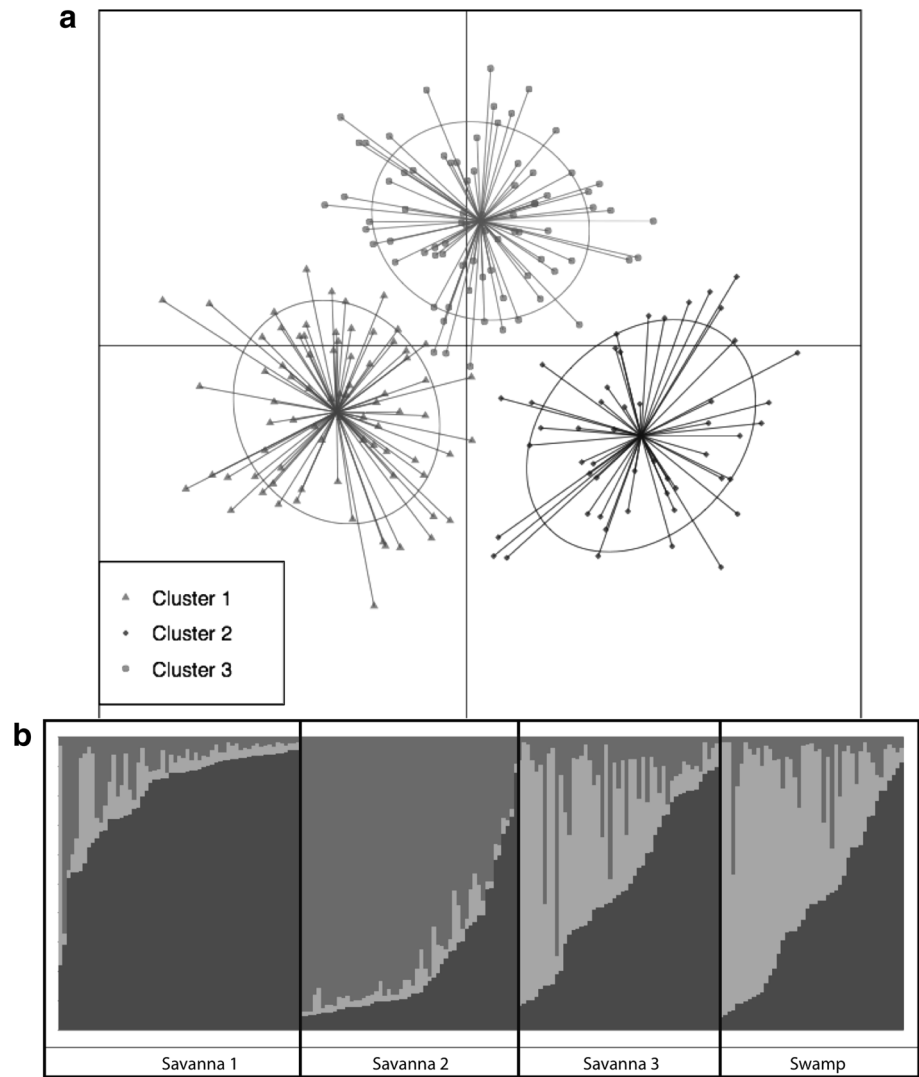 a
Cluster 1
Cluster 2
Cluster 3
b
Savanna 1
Savanna 2
Savanna 3
Swamp